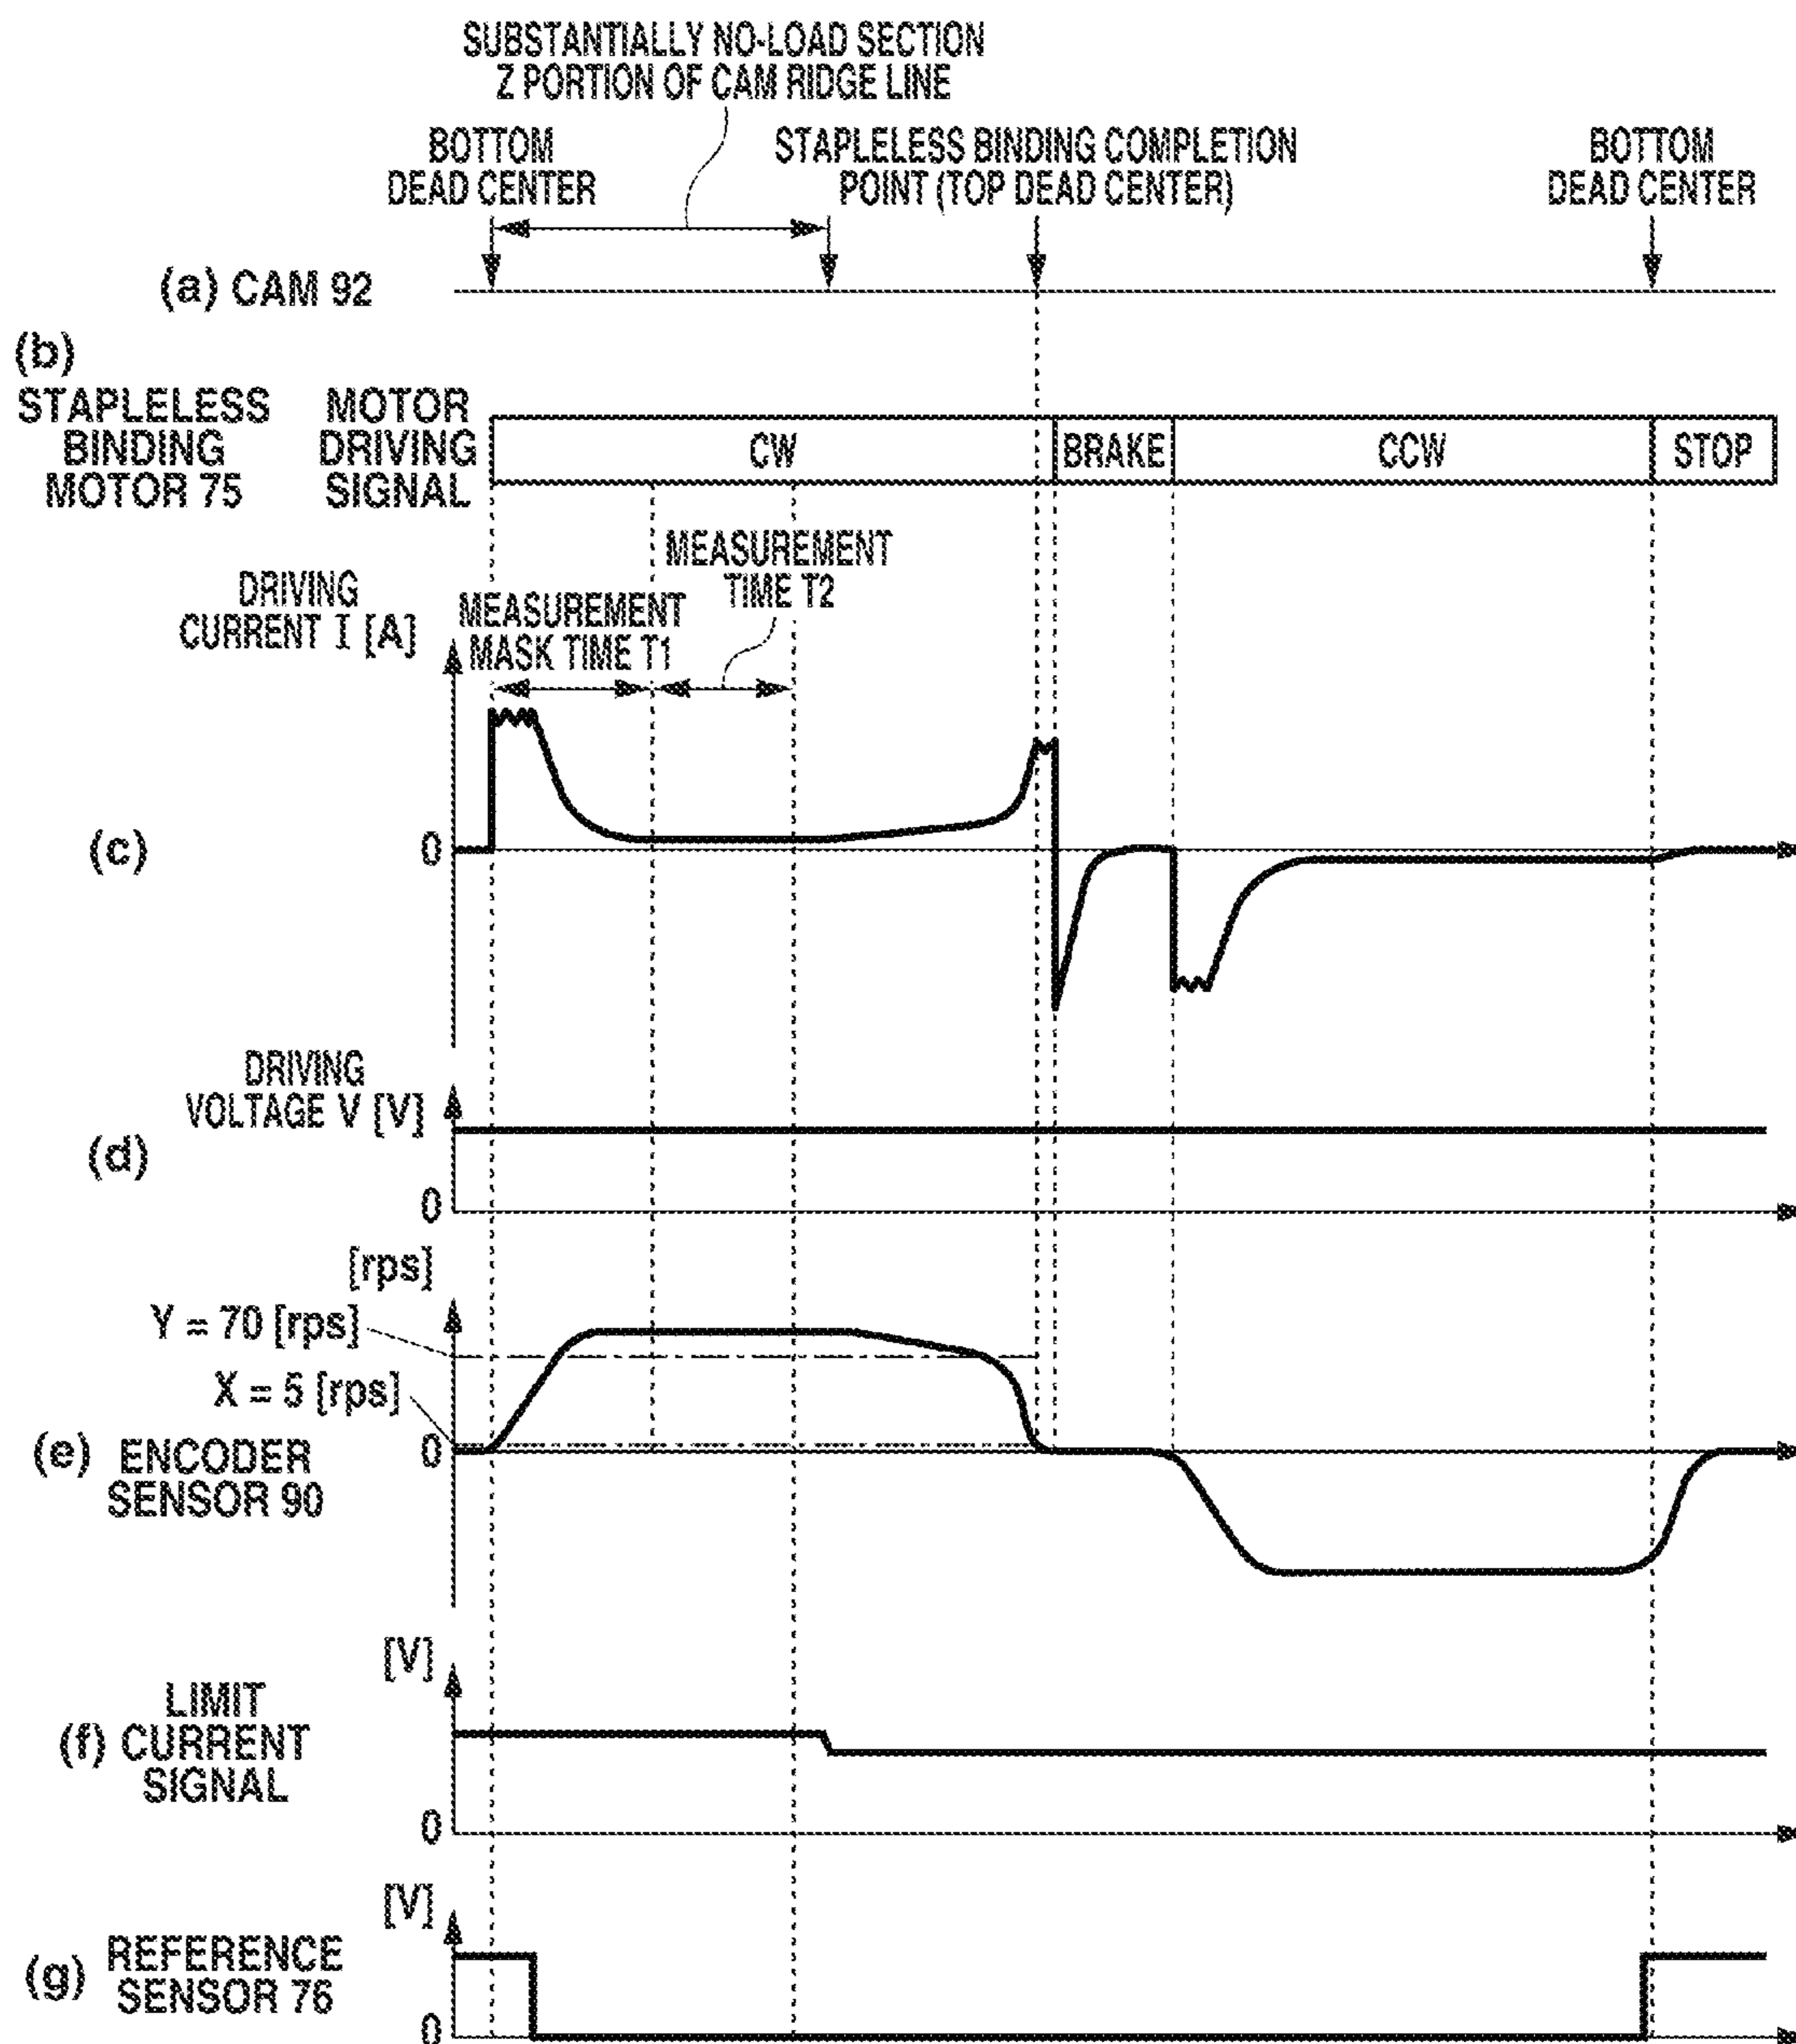 SUBSTANTIALLY NO-LOAD SECTION
Z PORTION OF CAM RIDGE LINE
BOTTOM
DEAD CENTER
STAPLELESS BINDING COMPLETION
POINT (TOP DEAD CENTER)
BOTTOM
DEAD CENTER
(a) CAM 92
(b)
STAPLELESS
BINDING
MOTOR 75
MOTOR
DRIVING
SIGNAL
CW
BRAKE
CCW
STOP
MEASUREMENT
TIME T2
DRIVING
CURRENT I [A]
MEASUREMENT
MASK TIME T1
(c)
0
DRIVING
VOLTAGE V [V]
(d)
0
[rps]
Y = 70 [rps]
X = 5 [rps]
0
(e) ENCODER
SENSOR 90
[V]
LIMIT
(f) CURRENT
SIGNAL
0
[V]
(g) REFERENCE
SENSOR 76
0